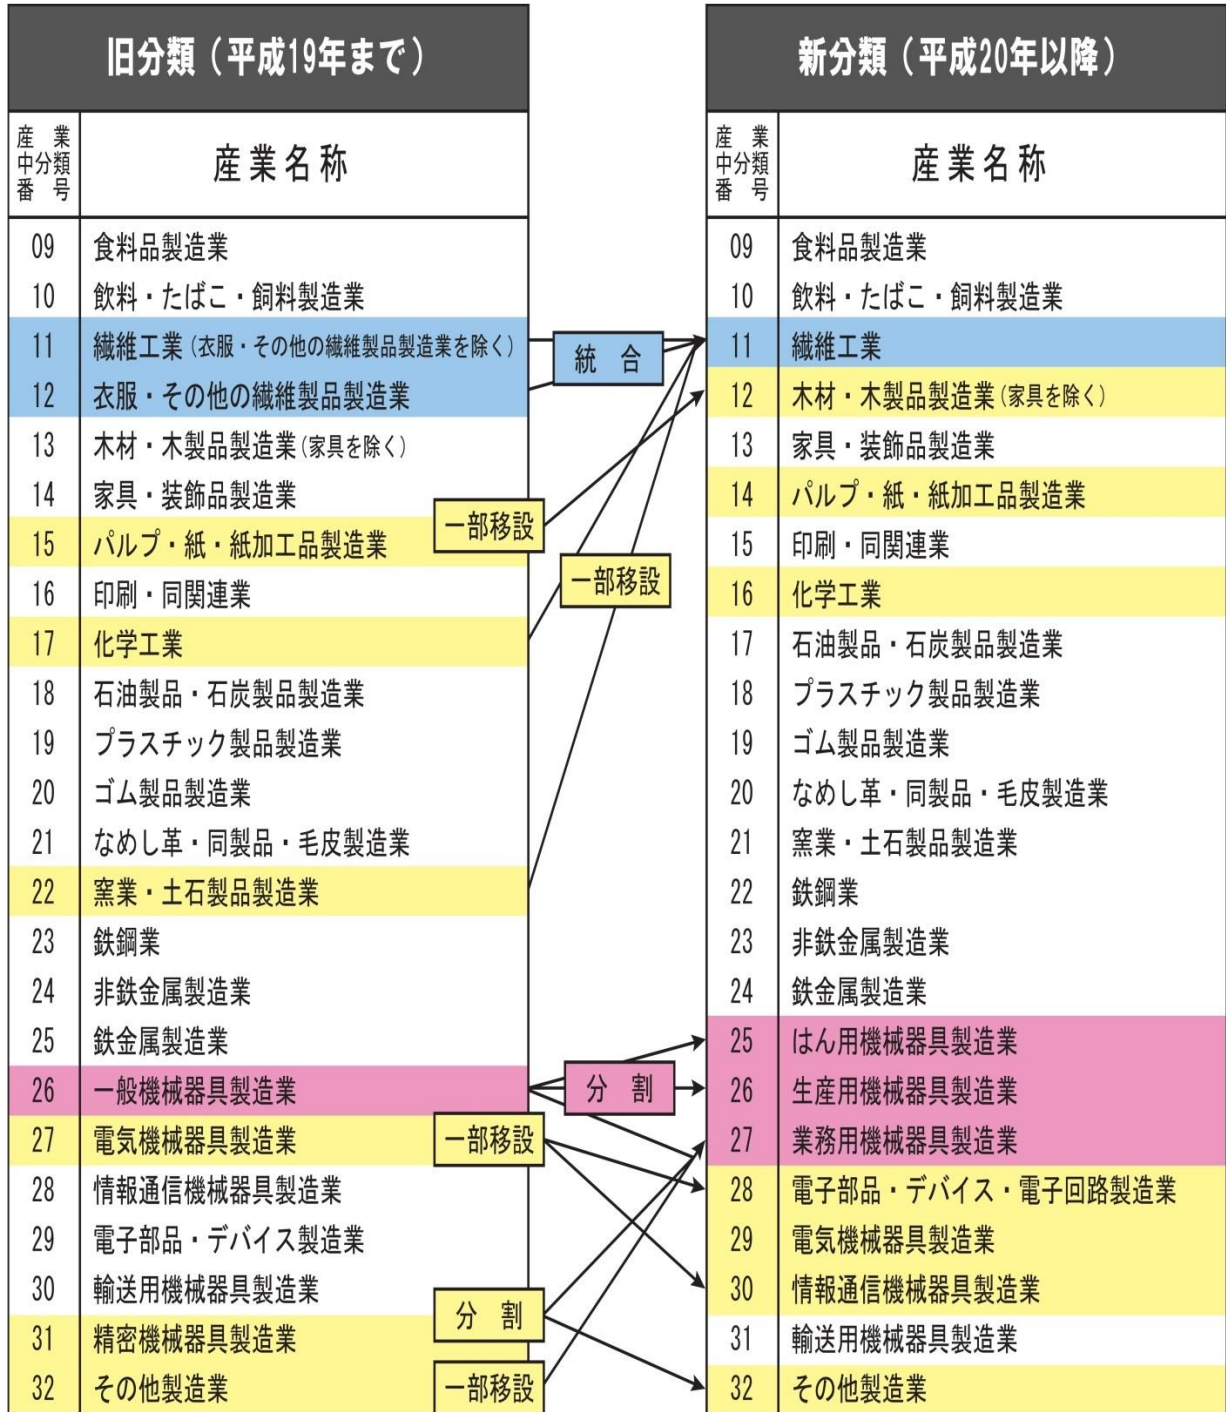 旧分類（平成19年まで）
産業中分類番号
産業名称
09 食料品製造業
10 飲料・たばこ・飼料製造業
11 繊維工業(衣服・その他の繊維製品製造業を除く)
12 衣服・その他の繊維製品製造業
13 木材・木製品製造業(家具を除く)
14 家具・装飾品製造業
15 パルプ・紙・紙加工品製造業
16 印刷・同関連業
17 化学工業
18 石油製品・石炭製品製造業
19 プラスチック製品製造業
20 ゴム製品製造業
21 なめし革・同製品・毛皮製造業
22 窯業・土石製品製造業
23 鉄鋼業
24 非鉄金属製造業
25 鉄金属製造業
26 一般機械器具製造業
27 電気機械器具製造業
28 情報通信機械器具製造業
29 電子部品・デバイス製造業
30 輸送用機械器具製造業
31 精密機械器具製造業
32 その他製造業
統合
一部移設
一部移設
分割
一部移設
分割
一部移設
新分類（平成20年以降）
産業中分類番号
産業名称
09 食料品製造業
10 飲料・たばこ・飼料製造業
11 繊維工業
12 木材・木製品製造業(家具を除く)
13 家具・装飾品製造業
14 パルプ・紙・紙加工品製造業
15 印刷・同関連業
16 化学工業
17 石油製品・石炭製品製造業
18 プラスチック製品製造業
19 ゴム製品製造業
20 なめし革・同製品・毛皮製造業
21 窯業・土石製品製造業
22 鉄鋼業
23 非鉄金属製造業
24 鉄金属製造業
25 はん用機械器具製造業
26 生産用機械器具製造業
27 業務用機械器具製造業
28 電子部品・デバイス・電子回路製造業
29 電気機械器具製造業
30 情報通信機械器具製造業
31 輸送用機械器具製造業
32 その他製造業